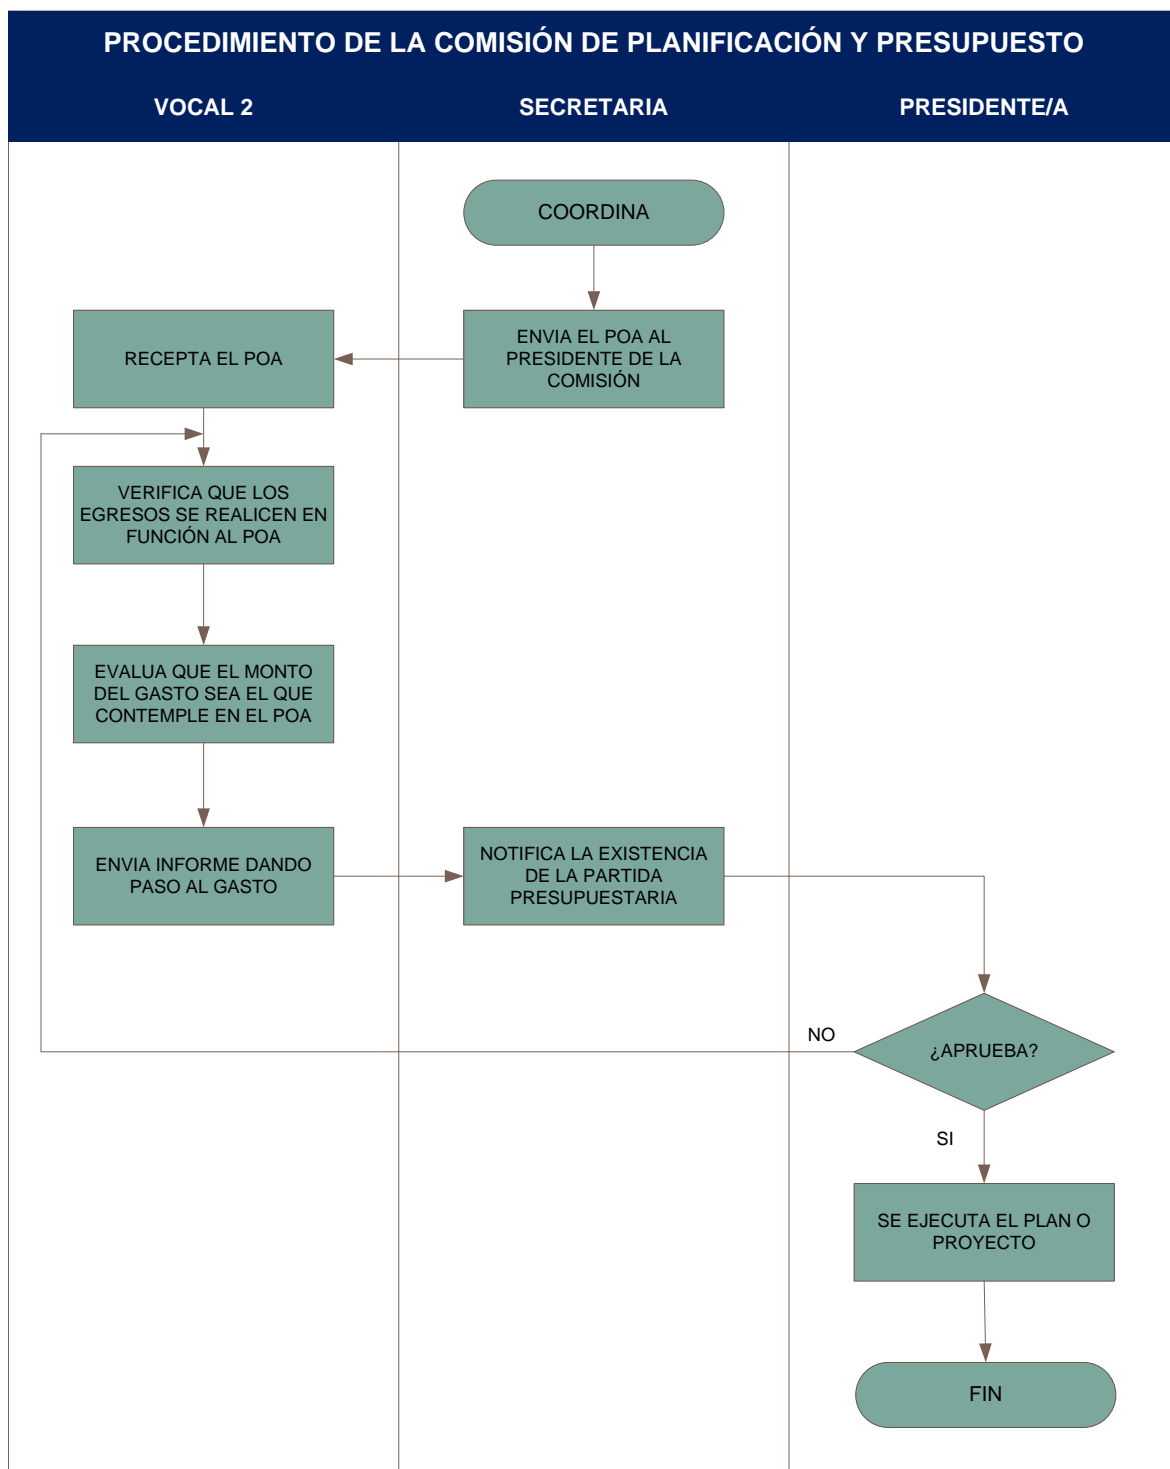 PROCEDIMIENTO DE LA COMISIÓN DE PLANIFICACIÓN Y PRESUPUESTO
VOCAL 2
SECRETARIA
PRESIDENTE/A
COORDINA
ENVIA EL POA AL
PRESIDENTE DE LA
COMISIÓN
RECEPTA EL POA
VERIFICA QUE LOS
EGRESOS SE REALICEN EN
FUNCIÓN AL POA
EVALUA QUE EL MONTO
DEL GASTO SEA EL QUE
CONTEMPLE EN EL POA
ENVIA INFORME DANDO
PASO AL GASTO
NOTIFICA LA EXISTENCIA
DE LA PARTIDA
PRESUPUESTARIA
¿APRUEBA?
NO
SI
SE EJECUTA EL PLAN O
PROYECTO
FIN